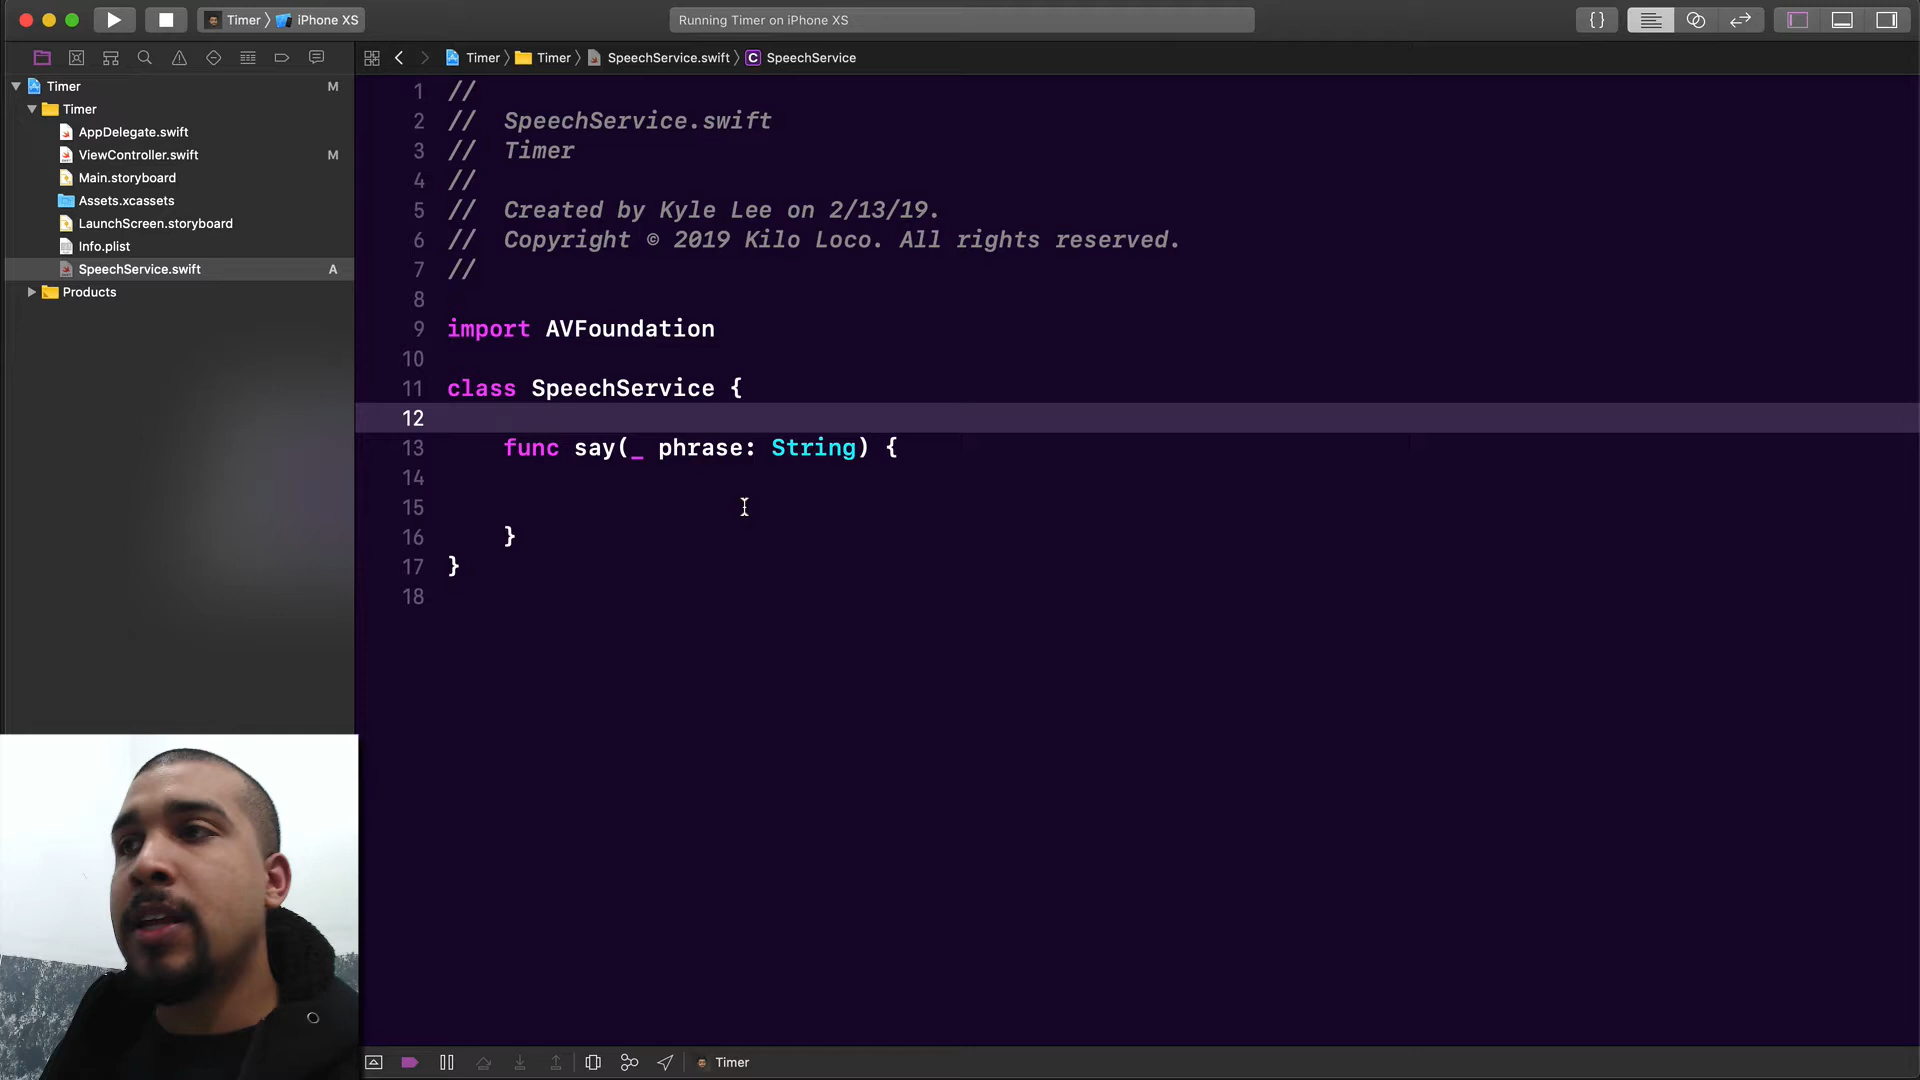 Timer 〉 iPhone XS
Running Timer on iPhone XS
{}
Timer 〉 Timer 〉 SpeechService.swift 〉 C SpeechService
Timer M
Timer
AppDelegate.swift
ViewController.swift M
Main.storyboard
Assets.xcassets
LaunchScreen.storyboard
Info.plist
SpeechService.swift A
Products
1 //
2 //  SpeechService.swift
3 //  Timer
4 //
5 //  Created by Kyle Lee on 2/13/19.
6 //  Copyright © 2019 Kilo Loco. All rights reserved.
7 //
8
9 import AVFoundation
10
11 class SpeechService {
12
13     func say(_ phrase: String) {
14
15
16     }
17 }
18
Timer